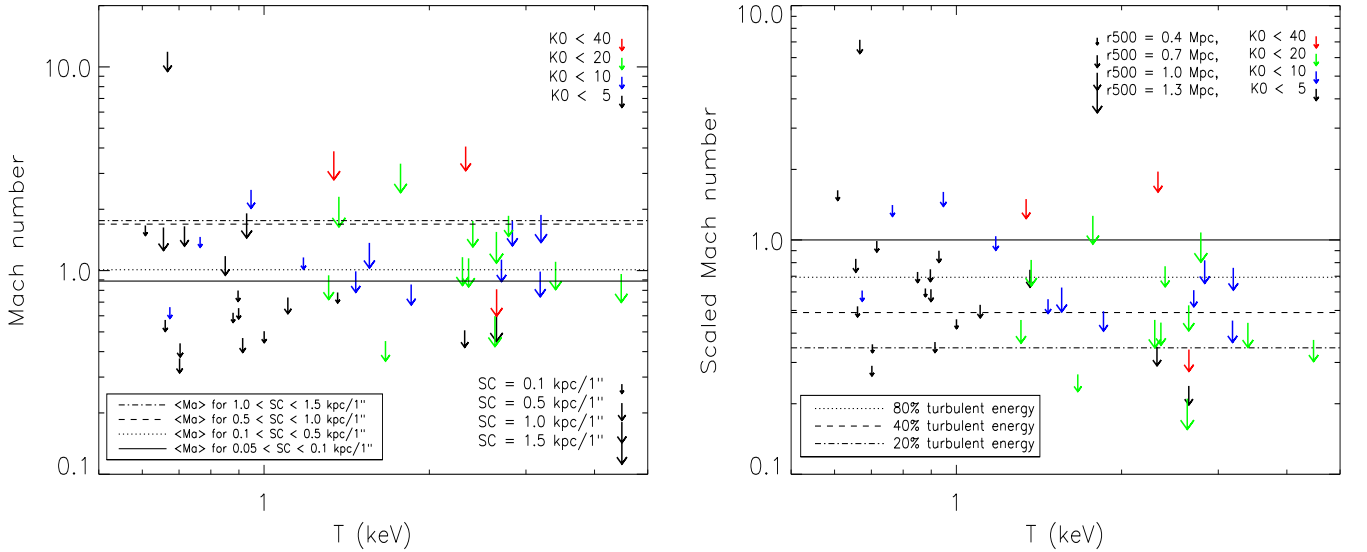 K0 < 40
K0 < 20
K0 < 10
K0 < 5
10.0
1.0
0.1
Mach number
SC = 0.1 kpc/1"
SC = 0.5 kpc/1"
SC = 1.0 kpc/1"
SC = 1.5 kpc/1"
<Ma> for 1.0 < SC < 1.5 kpc/1"
<Ma> for 0.5 < SC < 1.0 kpc/1"
<Ma> for 0.1 < SC < 0.5 kpc/1"
<Ma> for 0.05 < SC < 0.1 kpc/1"
1
T (keV)
r500 = 0.4 Mpc, K0 < 40
r500 = 0.7 Mpc, K0 < 20
r500 = 1.0 Mpc, K0 < 10
r500 = 1.3 Mpc, K0 < 5
10.0
1.0
0.1
Scaled Mach number
80% turbulent energy
40% turbulent energy
20% turbulent energy
1
T (keV)